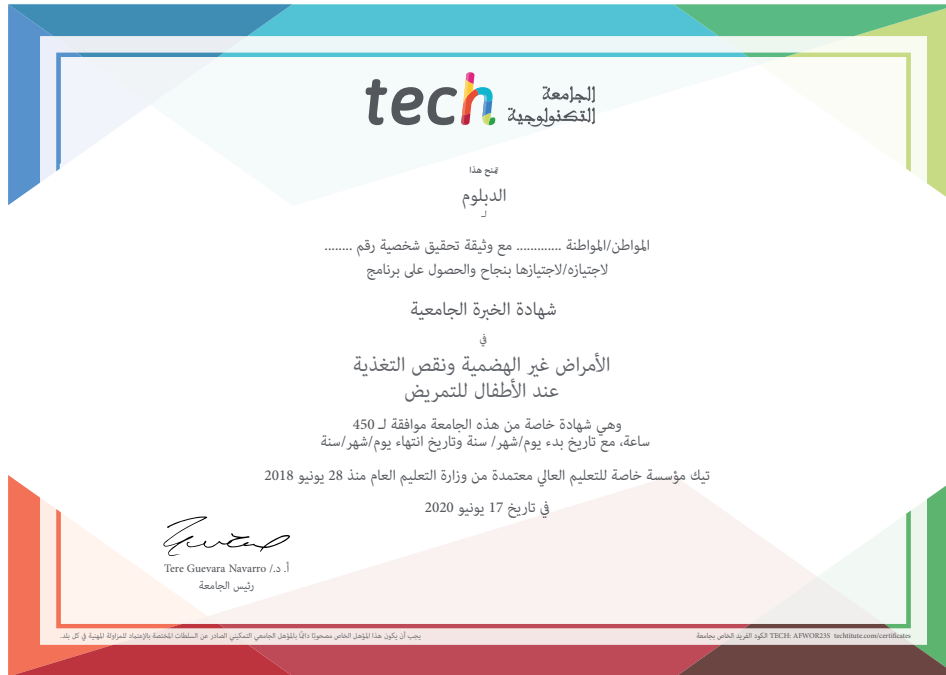 tech الجامعة
التكنولوجية
تمنح هذا
الدبلوم
لـ
المواطن/المواطنة ............. مع وثيقة تحقيق شخصية رقم ........
لاجتيازه/لاجتيازها بنجاح والحصول على برنامج
شهادة الخبرة الجامعية
في
الأمراض غير الهضمية ونقص التغذية
عند الأطفال للتمريض
وهي شهادة خاصة من هذه الجامعة موافقة لـ 450
ساعة، مع تاريخ بدء يوم/شهر/ سنة وتاريخ انتهاء يوم/شهر/سنة
تيك مؤسسة خاصة للتعليم العالي معتمدة من وزارة التعليم العام منذ 28 يونيو 2018
في تاريخ 17 يونيو 2020
أ. د./ Tere Guevara Navarro
رئيس الجامعة
يجب أن يكون هذا المؤهل الخاص مصحوبًا دائمًا بالمؤهل الجامعي التمكيني الصادر عن السلطات المختصة بالإعتماد للمزاولة المهنية في كل بلد.
الكود الفريد الخاص بجامعة TECH: AFWOR23S techtitute.com/certificates